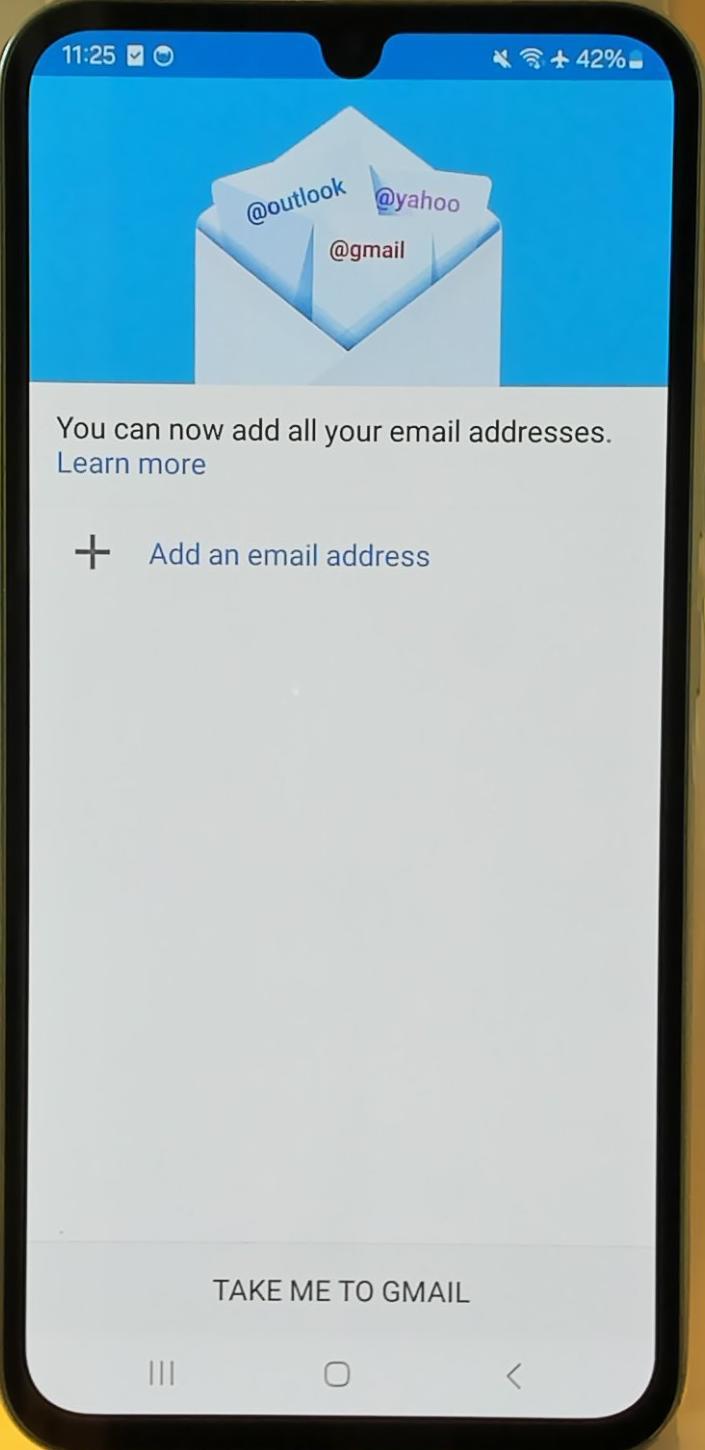 11:25 42%
@outlook @yahoo
@gmail
You can now add all your email addresses.
Learn more
Add an email address
TAKE ME TO GMAIL